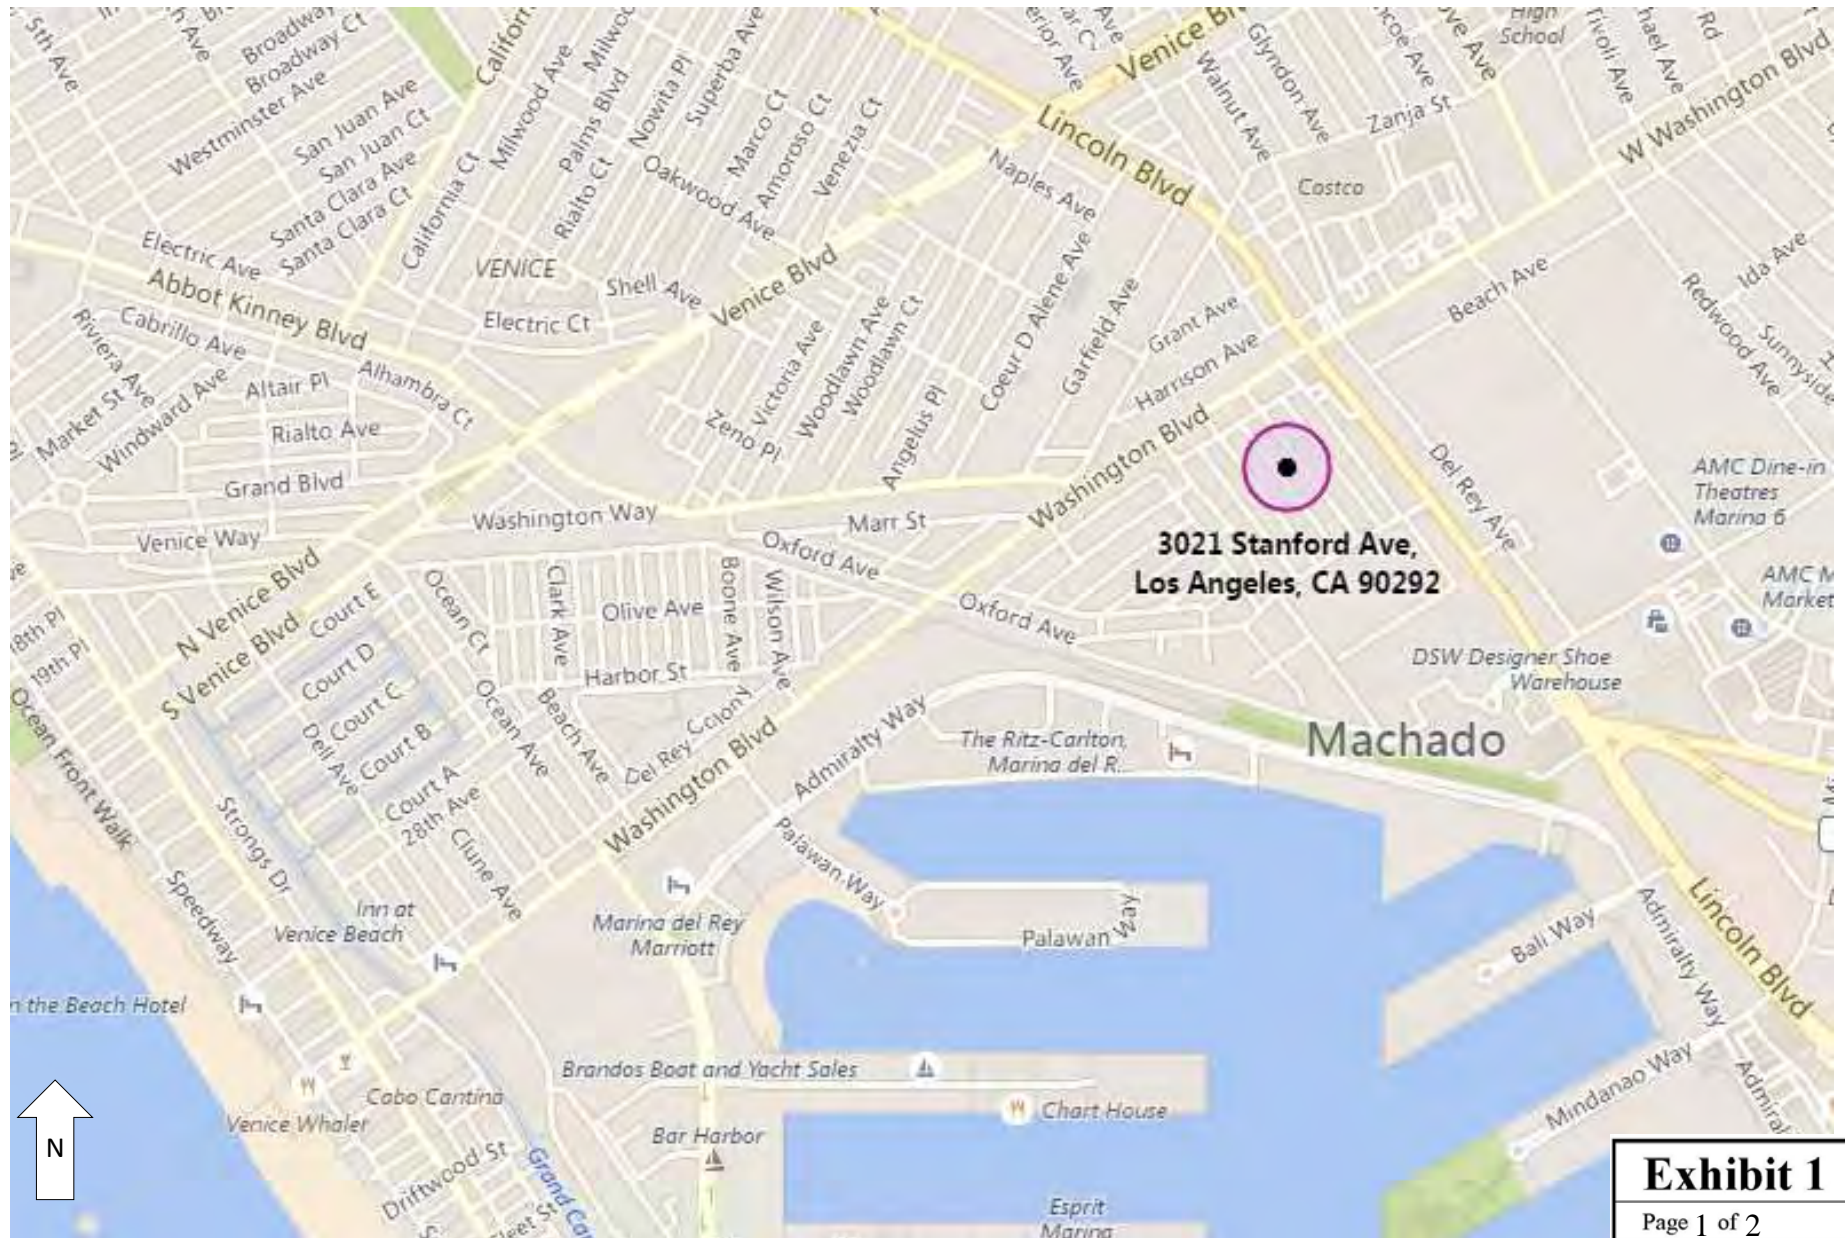 5th Ave
Broadway
Broadway Ct
Westminster Ave
San Juan Ave
San Juan Ct
Santa Clara Ave
Santa Clara Ct
California Ct
Milwood Ave
Palms Blvd
Rialto Ct
Nowita Pl
Superba Ave
Marco Ct
Amoroso Ct
Venezia Ct
Oakwood Ave
Venice
Lincoln Blvd
Naples Ave
Walnut Ave
Glyndon Ave
Zanja St
High
School
W Washington Blvd
Costco
Electric Ave
Abbot Kinney Blvd
VENICE
Shell Ave
Electric Ct
Venice Blvd
Cabrillo Ave
Riviera Ave
Market St
Windward Ave
Altair Pl
Alhambra Ct
Rialto Ave
Grand Blvd
Venice Way
Washington Way
Zeno Pl
Victoria Ave
Woodlawn Ave
Woodlawn Ct
Angelus Pl
Coeur D Alene Ave
Garfield Ave
Grant Ave
Harrison Ave
Washington Blvd
Marr St
Oxford Ave
Beach Ave
Ida Ave
Redwood Ave
Sunnyside
Del Rey Ave
AMC Dine-in
Theatres
Marina 6
3021 Stanford Ave,
Los Angeles, CA 90292
AMC M
Market
N Venice Blvd
S Venice Blvd
18th Pl
19th Pl
Court E
Court D
Court C
Court B
Court A
28th Ave
Dell Ave
Ocean Ct
Clark Ave
Olive Ave
Boone Ave
Wilson Ave
Harbor St
Ocean Ave
Beach Ave
Del Rey Colony
Washington Blvd
Oxford Ave
Admiralty Way
The Ritz-Carlton,
Marina del R...
DSW Designer Shoe
Warehouse
Machado
Ocean Front Walk
Strongs Dr
Speedway
Clune Ave
Inn at
Venice Beach
Marina del Rey
Marriott
Palawan Way
Palawan Way
Bali Way
Admiralty Way
Lincoln Blvd
Mindanao Way
Admiral
n the Beach Hotel
Venice Whaler
Cabo Cantina
Brandos Boat and Yacht Sales
Chart House
Bar Harbor
Driftwood St
Grand Ca
Esprit
Marina
N
Exhibit 1
Page 1 of 2